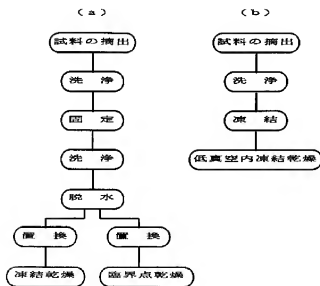 (a)
試料の摘出
洗浄
固定
洗浄
脱水
置換 置換
凍結乾燥 臨界点乾燥
(b)
試料の摘出
洗浄
凍結
低真空内凍結乾燥